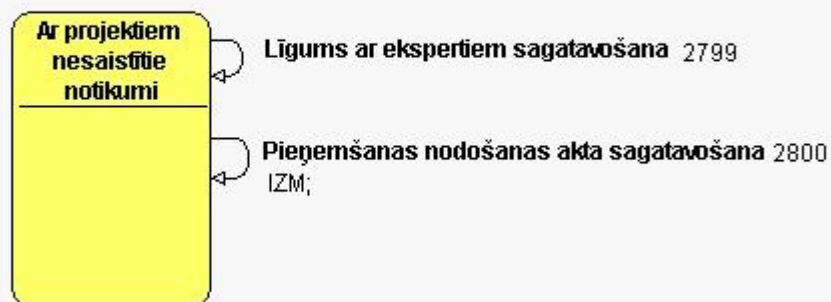 Ar projektiem
nesaistītie
notikumi
Līgums ar ekspertiem sagatavošana 2799
Pieņemšanas nodošanas akta sagatavošana 2800
IZM;